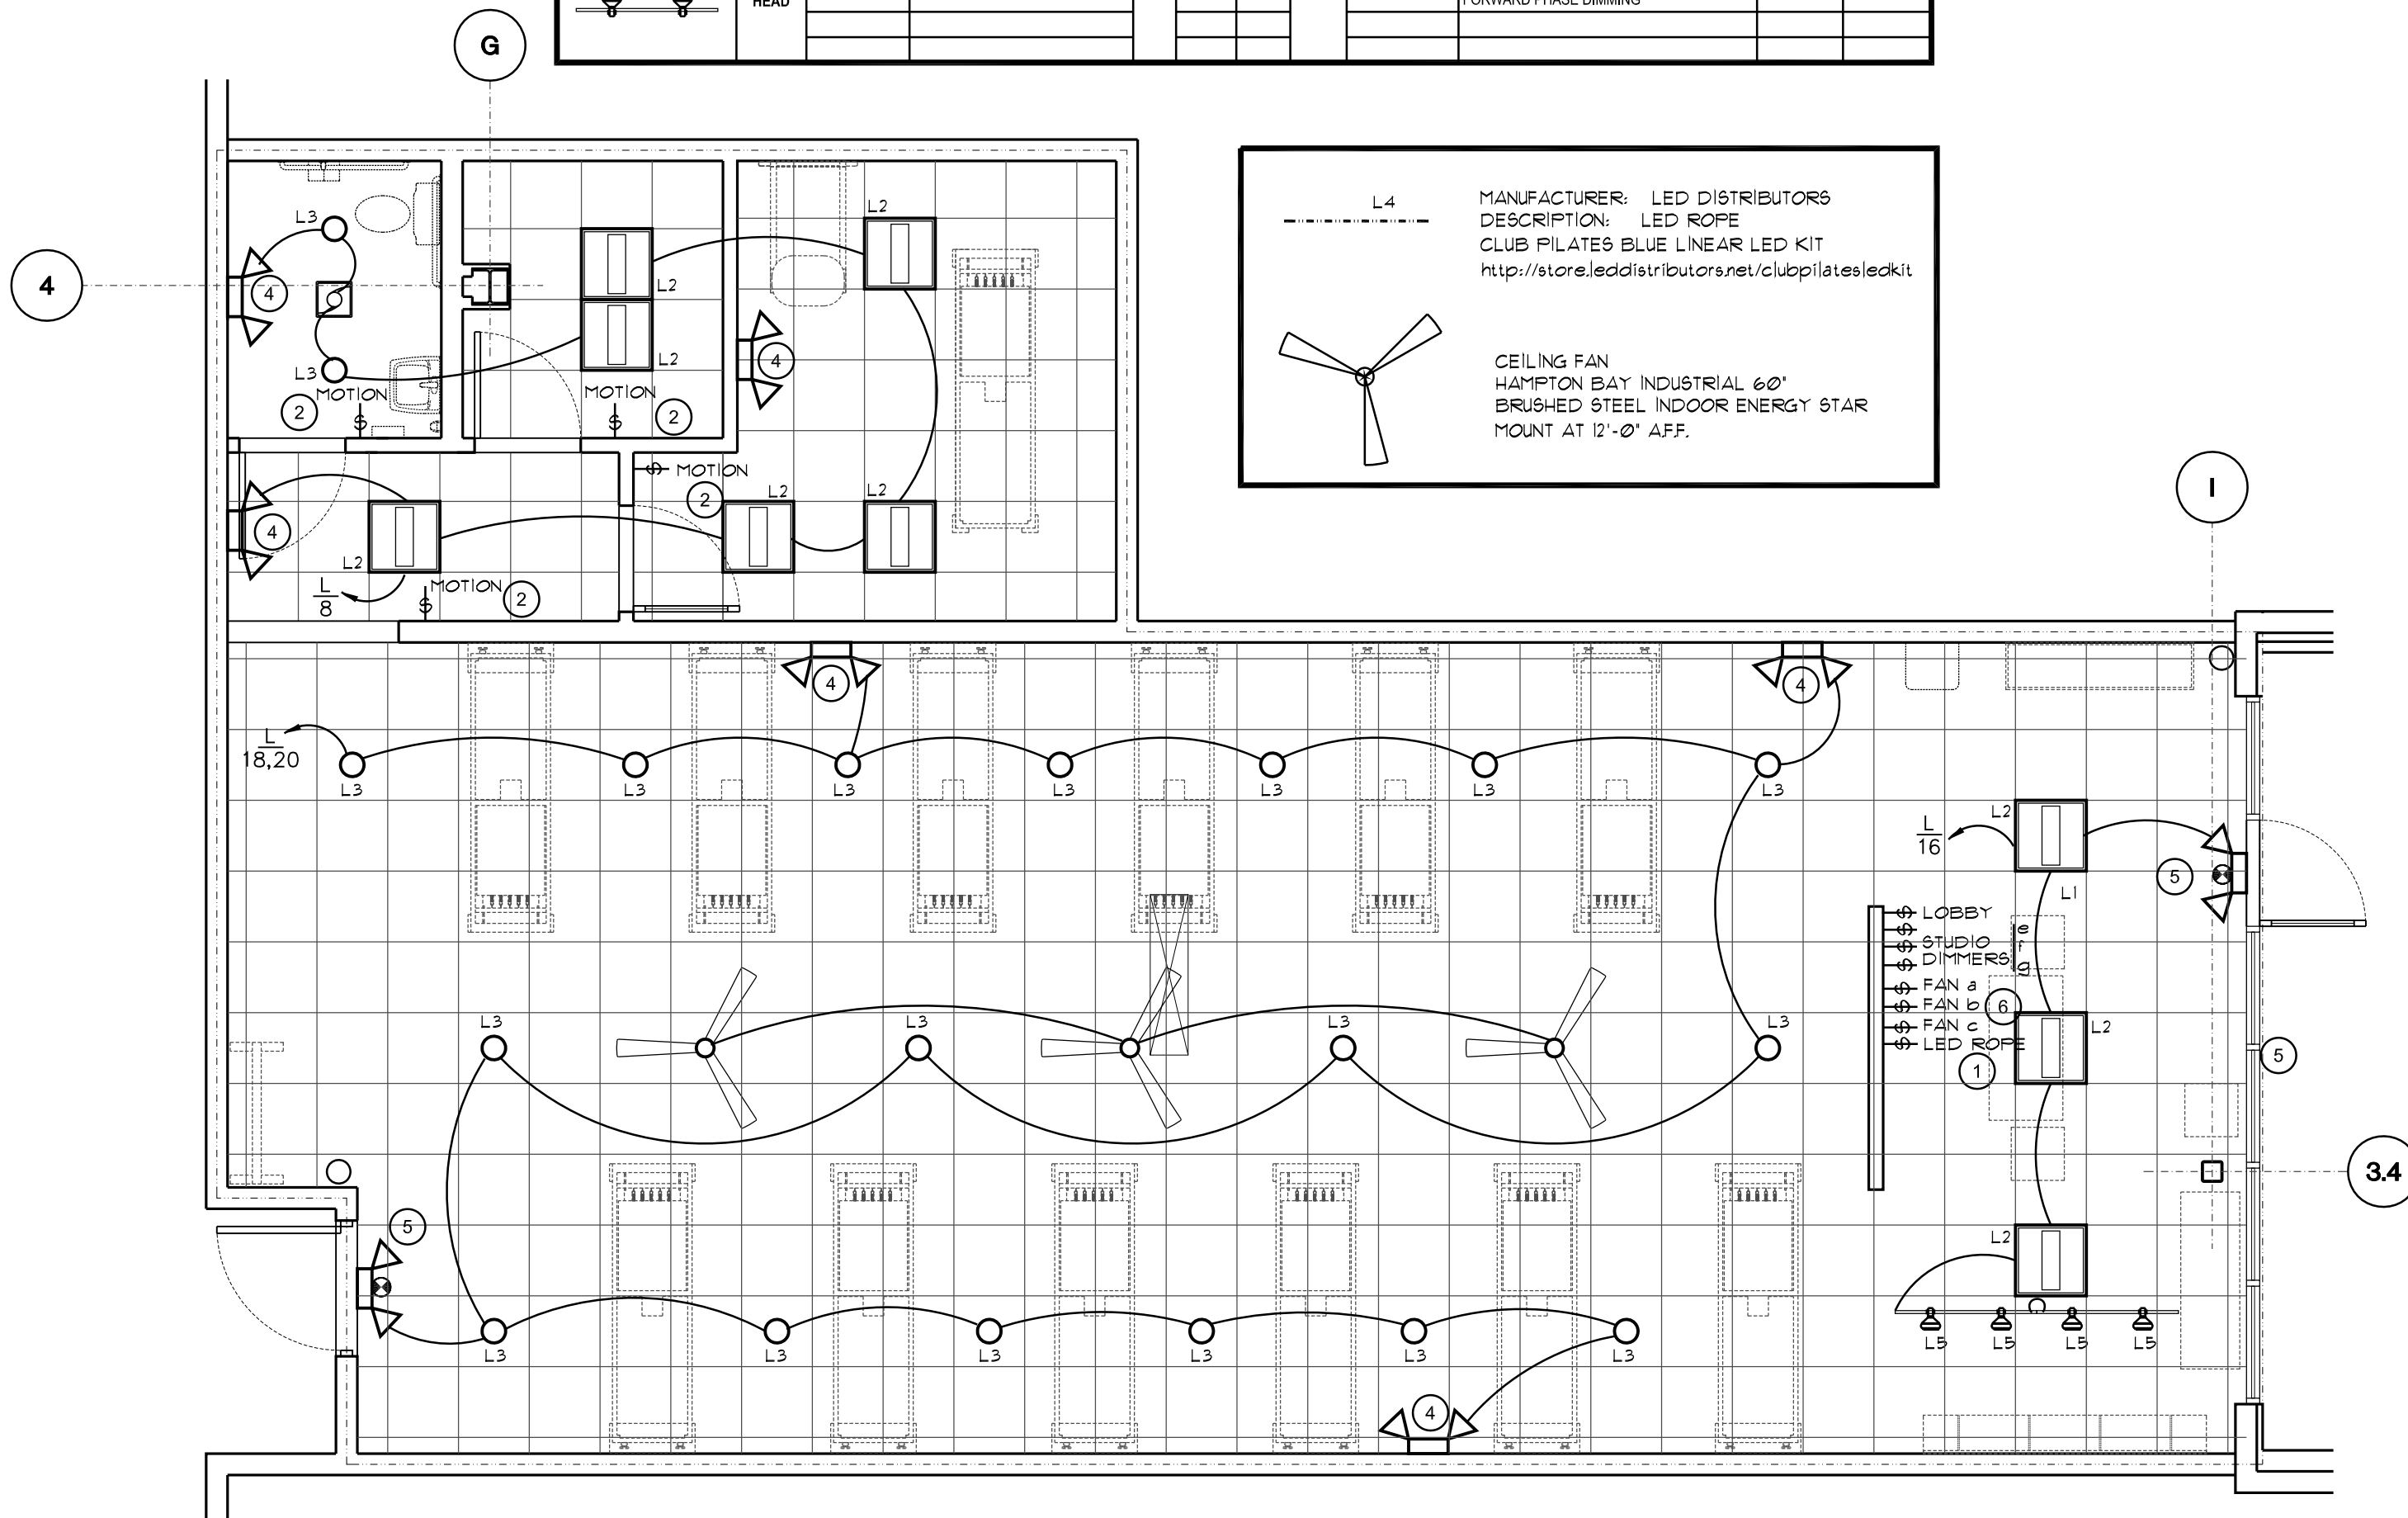 HEAD
FORWARD PHASE DIMMING
G
4
L4
MANUFACTURER: LED DISTRIBUTORS
DESCRIPTION: LED ROPE
CLUB PILATES BLUE LINEAR LED KIT
http://store.leddistributors.net/clubpilatesledkit
CEILING FAN
HAMPTON BAY INDUSTRIAL 60"
BRUSHED STEEL INDOOR ENERGY STAR
MOUNT AT 12'-0" A.F.F.
L3
4
L2
L2
L2
4
L3
MOTION
2
$
MOTION
2
$
$ MOTION
2
L2
L2
4
L2
L
8
MOTION
2
$
I
4
4
L
18,20
L3
L3
L3
L3
L3
L3
L3
L2
L
16
L1
5
$ LOBBY
$
e
$ STUDIO
f
$ DIMMERS
g
$ FAN a
$ FAN b
6
$ FAN c
$ LED ROPE
1
L2
5
L3
L3
L3
L3
3.4
5
L2
L3
L3
L3
L3
L3
L3
L5
L5
L5
L5
4